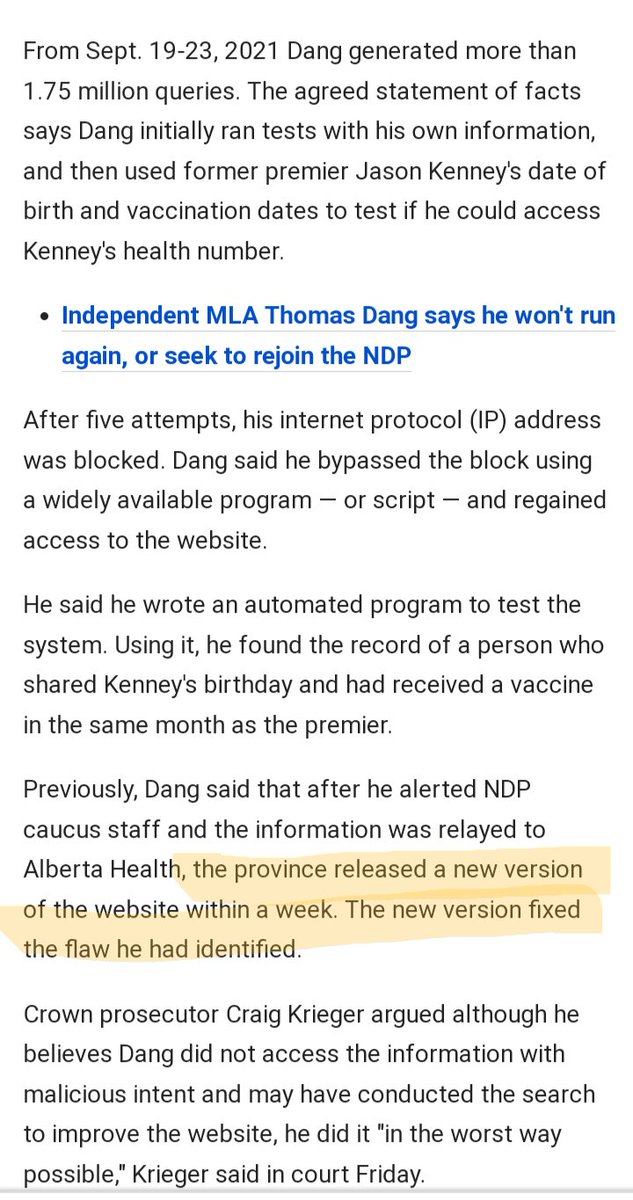 From Sept. 19-23, 2021 Dang generated more than
1.75 million queries. The agreed statement of facts
says Dang initially ran tests with his own information,
and then used former premier Jason Kenney's date of
birth and vaccination dates to test if he could access
Kenney's health number.
• Independent MLA Thomas Dang says he won't run
again, or seek to rejoin the NDP
After five attempts, his internet protocol (IP) address
was blocked. Dang said he bypassed the block using
a widely available program — or script — and regained
access to the website.
He said he wrote an automated program to test the
system. Using it, he found the record of a person who
shared Kenney's birthday and had received a vaccine
in the same month as the premier.
Previously, Dang said that after he alerted NDP
caucus staff and the information was relayed to
Alberta Health, the province released a new version
of the website within a week. The new version fixed
the flaw he had identified.
Crown prosecutor Craig Krieger argued although he
believes Dang did not access the information with
malicious intent and may have conducted the search
to improve the website, he did it "in the worst way
possible," Krieger said in court Friday.